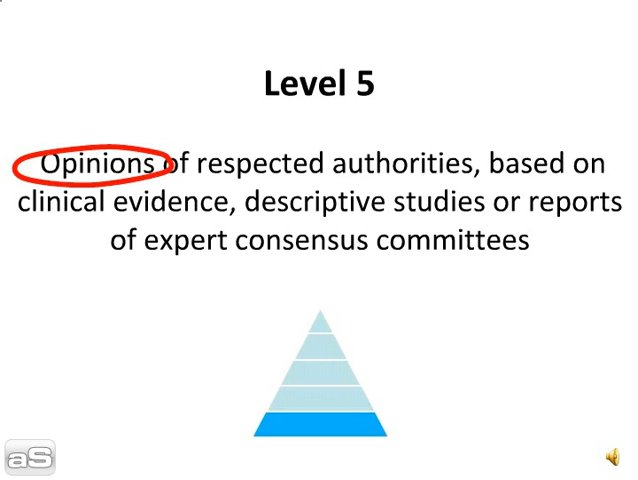 Level 5
Opinions of respected authorities, based on
clinical evidence, descriptive studies or reports
of expert consensus committees
aS